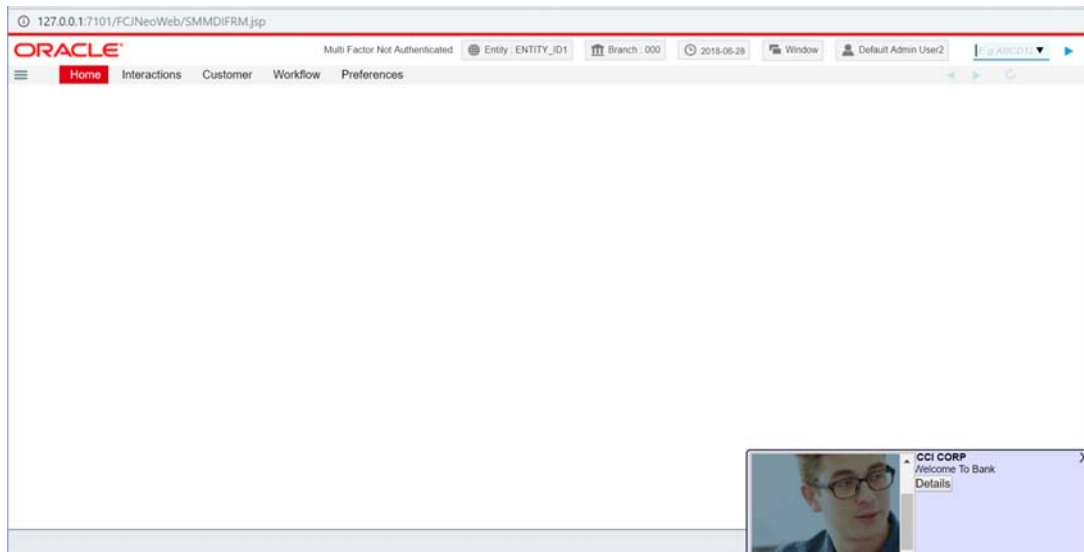 127.0.0.1:7101/FCJNeoWeb/SMMDIFRM.jsp
ORACLE® Multi Factor Not Authenticated Entity : ENTITY_ID1 Branch : 000 2018-06-28 Window Default Admin User2
Home Interactions Customer Workflow Preferences
CCI CORP X
Welcome To Bank
Details